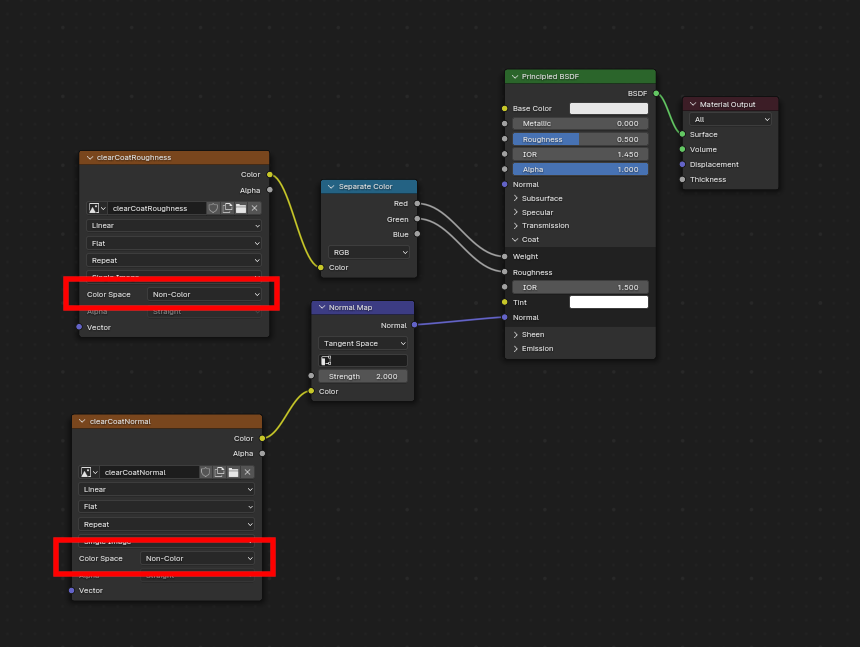 Principled BSDF
BSDF
Base Color
Metallic 0.000
Roughness 0.500
IOR 1.450
Alpha 1.000
Normal
Subsurface
Specular
Transmission
Coat
Weight
Roughness
IOR 1.500
Tint
Normal
Sheen
Emission
Material Output
All
Surface
Volume
Displacement
Thickness
clearCoatRoughness
Color
Alpha
clearCoatRoughness
Linear
Flat
Repeat
Single Image
Color Space Non-Color
Alpha Straight
Vector
Separate Color
Red
Green
Blue
RGB
Color
Normal Map
Normal
Tangent Space
Strength 2.000
Color
clearCoatNormal
Color
Alpha
clearCoatNormal
Linear
Flat
Repeat
Single Image
Color Space Non-Color
Alpha Straight
Vector